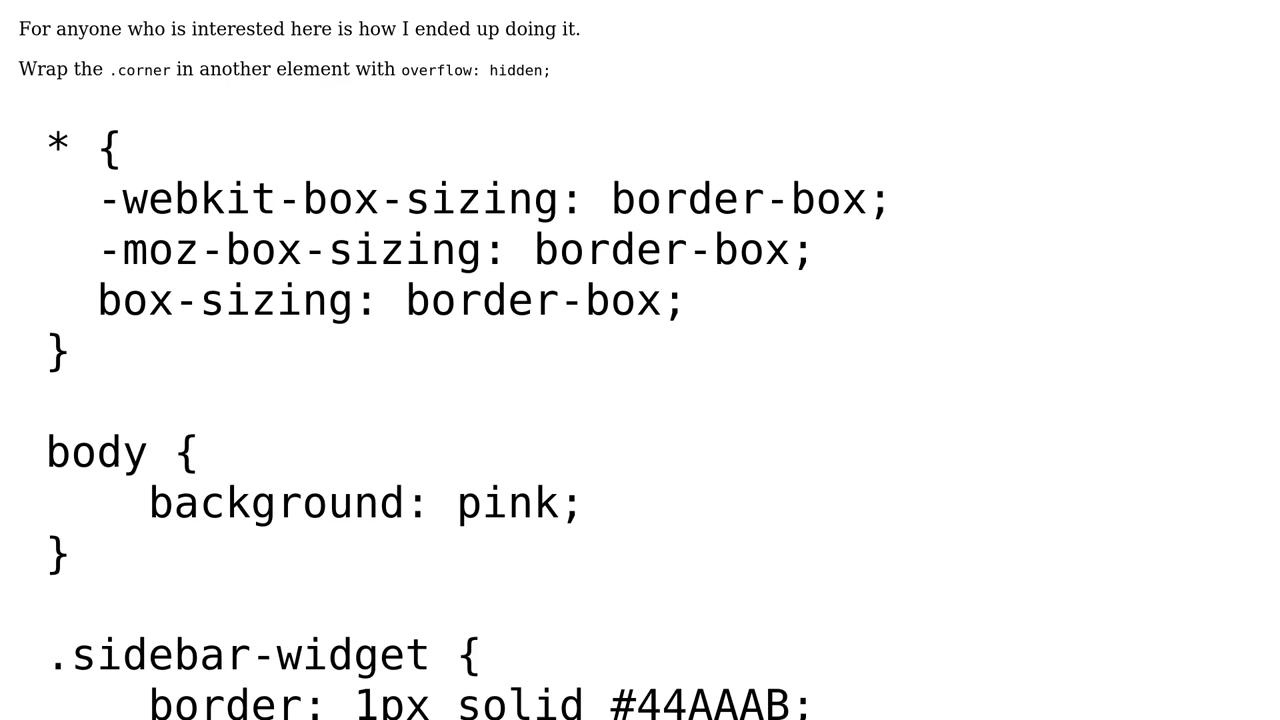 For anyone who is interested here is how I ended up doing it.
Wrap the .corner in another element with overflow: hidden;
* {
  -webkit-box-sizing: border-box;
  -moz-box-sizing: border-box;
  box-sizing: border-box;
}
body {
    background: pink;
}
.sidebar-widget {
    border: 1px solid #44AAAB;